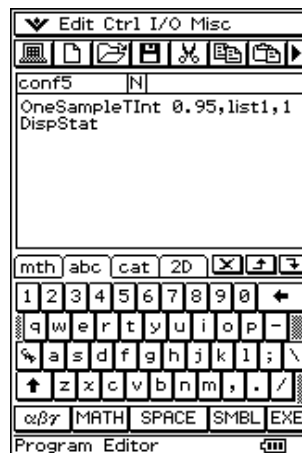 Edit Ctrl I/O Misc
conf5 N
OneSampleTInt 0.95,list1,1
DispStat
mth abc cat 2D
1 2 3 4 5 6 7 8 9 0
q w e r t y u i o p -
a s d f g h j k l ; \
z x c v b n m , . /
αβγ MATH SPACE SMBL EXE
Program Editor